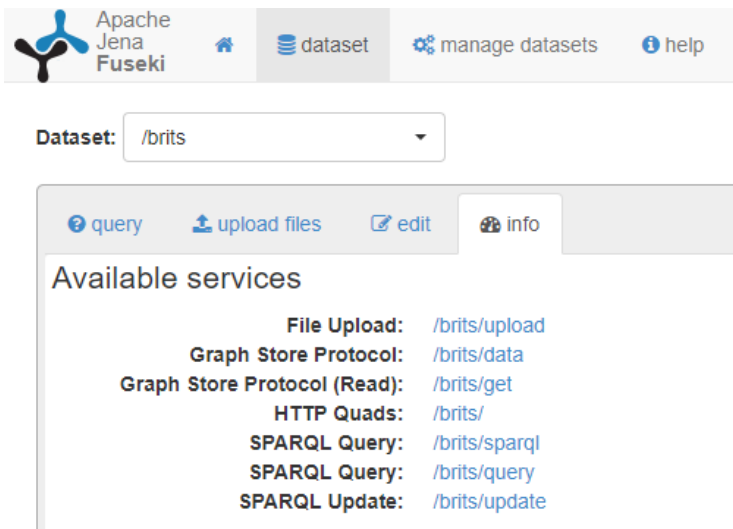 Apache
Jena
Fuseki
dataset
manage datasets
help
Dataset: /brits
query
upload files
edit
info
Available services
File Upload: /brits/upload
Graph Store Protocol: /brits/data
Graph Store Protocol (Read): /brits/get
HTTP Quads: /brits/
SPARQL Query: /brits/sparql
SPARQL Query: /brits/query
SPARQL Update: /brits/update